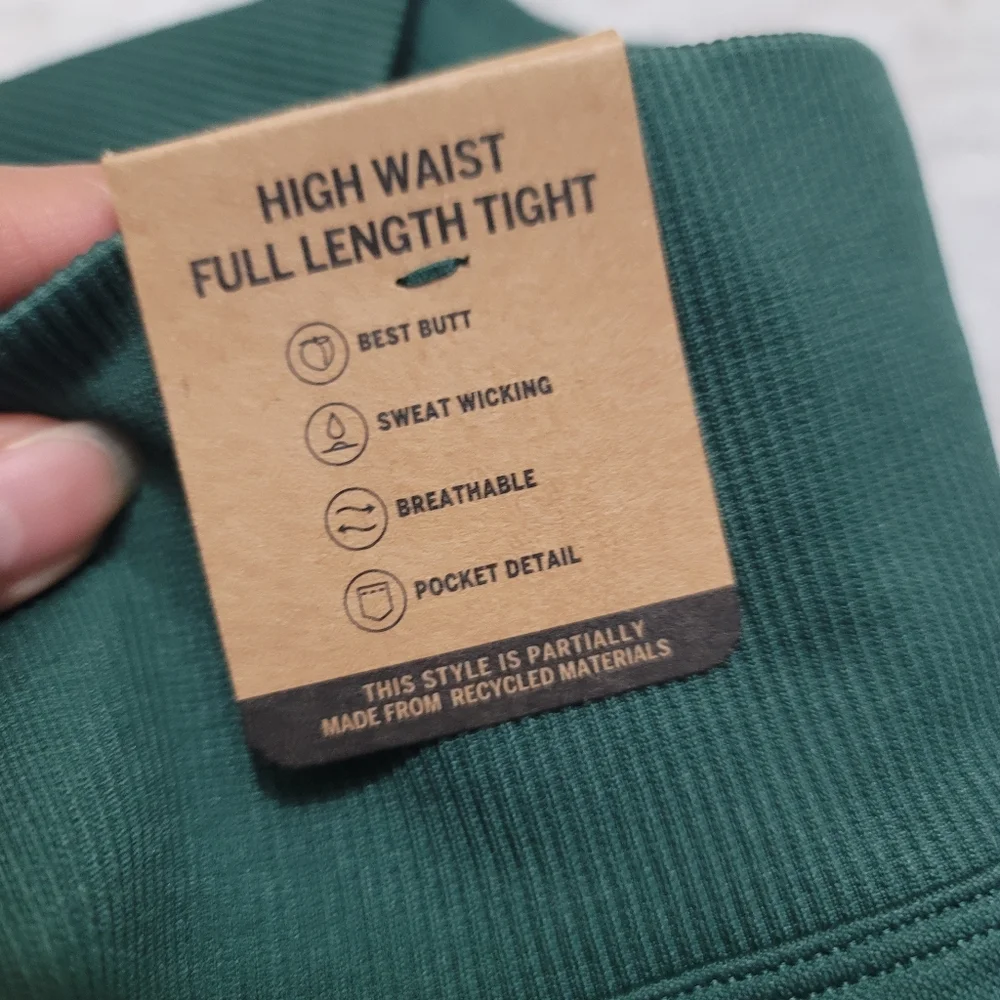 HIGH WAIST
FULL LENGTH TIGHT
BEST BUTT
SWEAT WICKING
BREATHABLE
POCKET DETAIL
THIS STYLE IS PARTIALLY
MADE FROM RECYCLED MATERIALS